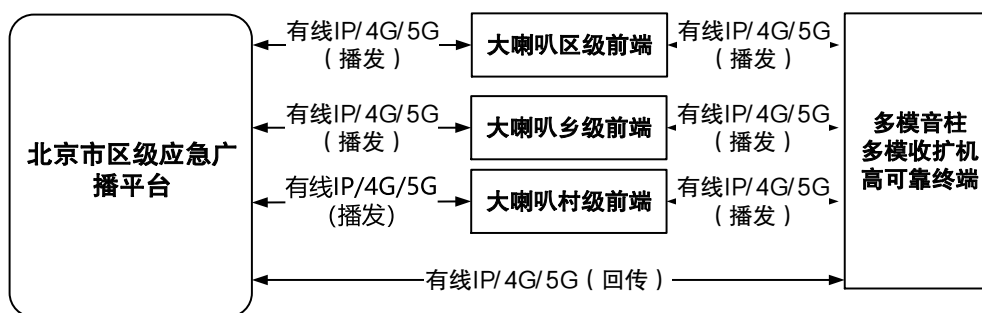 有线IP/4G/5G
（播发）
大喇叭区级前端
有线IP/4G/5G
（播发）
有线IP/4G/5G
（播发）
大喇叭乡级前端
有线IP/4G/5G
（播发）
北京市区级应急广
播平台
多模音柱
多模收扩机
高可靠终端
有线IP/4G/5G
(播发)
大喇叭村级前端
有线IP/4G/5G
（播发）
有线IP/4G/5G（回传）